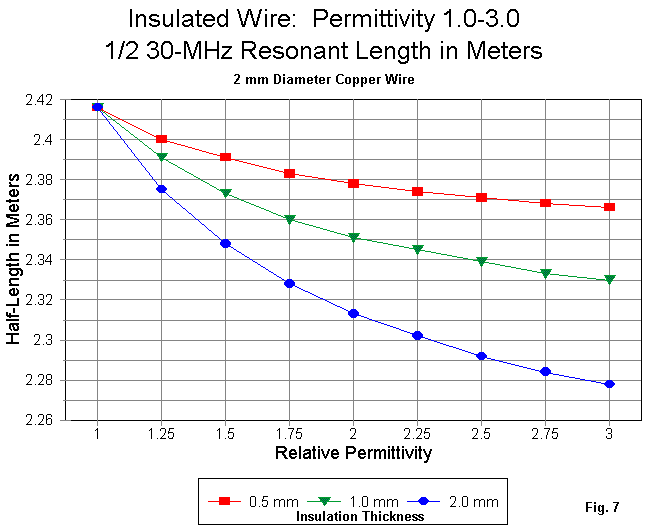 Insulated Wire:  Permittivity 1.0-3.0
1/2 30-MHz Resonant Length in Meters
2 mm Diameter Copper Wire
Half-Length in Meters
2.42
2.4
2.38
2.36
2.34
2.32
2.3
2.28
2.26
1 1.25 1.5 1.75 2 2.25 2.5 2.75 3
Relative Permittivity
0.5 mm 1.0 mm 2.0 mm
Insulation Thickness
Fig. 7